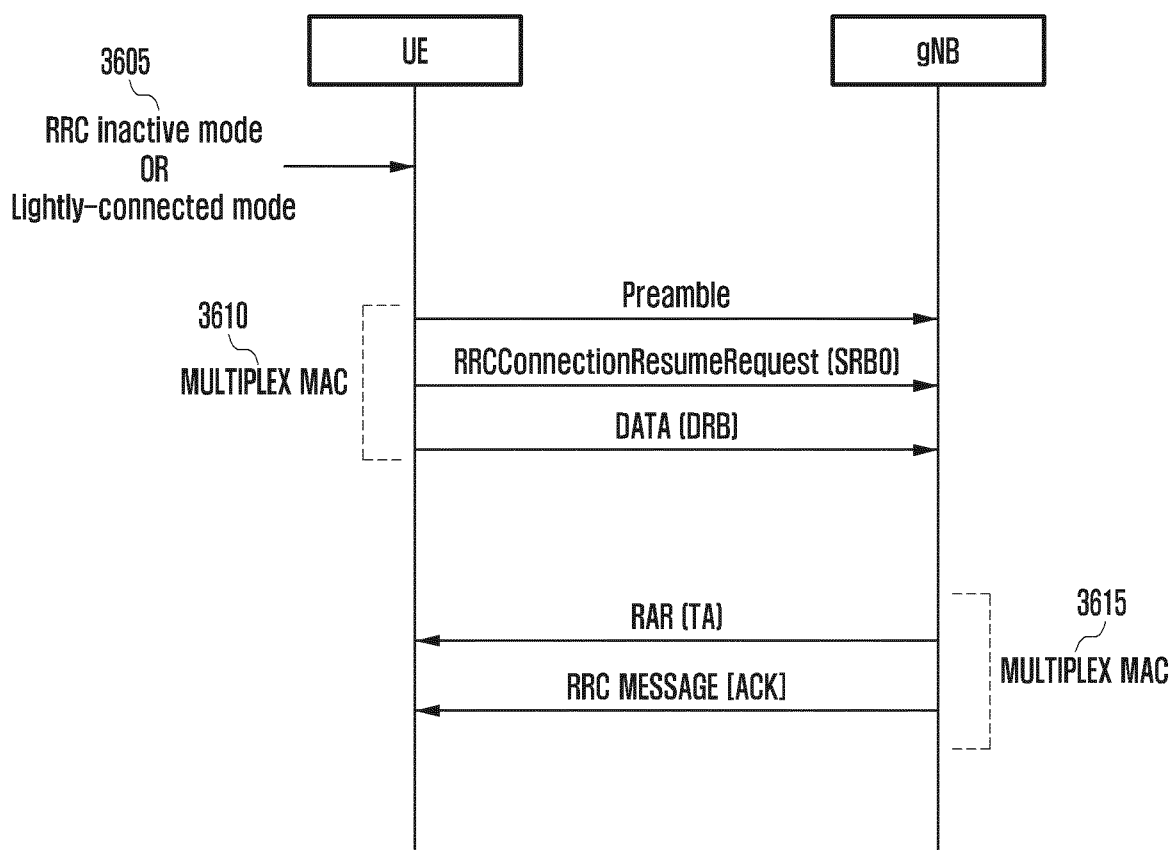 UE
gNB
3605
RRC inactive mode
OR
Lightly-connected mode
Preamble
3610
MULTIPLEX MAC
RRCConnectionResumeRequest (SRB0)
DATA (DRB)
RAR (TA)
3615
MULTIPLEX MAC
RRC MESSAGE [ACK]